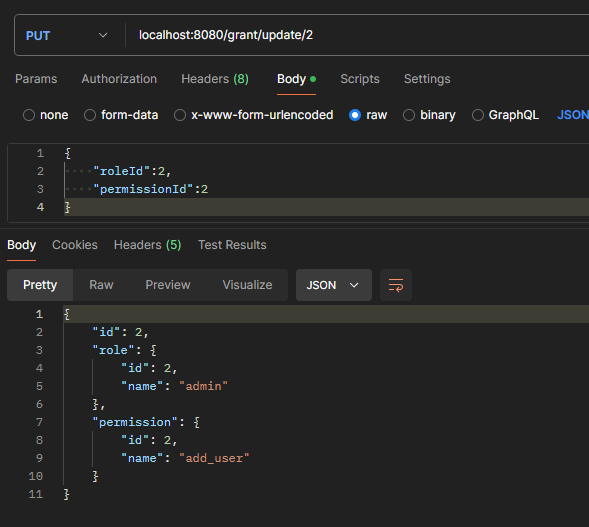 PUT localhost:8080/grant/update/2
Params Authorization Headers (8) Body Scripts Settings
none form-data x-www-form-urlencoded raw binary GraphQL JSON
1 {
2 ····"roleId":2,
3 ····"permissionId":2
4 }
Body Cookies Headers (5) Test Results
Pretty Raw Preview Visualize JSON
1 {
2     "id": 2,
3     "role": {
4         "id": 2,
5         "name": "admin"
6     },
7     "permission": {
8         "id": 2,
9         "name": "add_user"
10     }
11 }